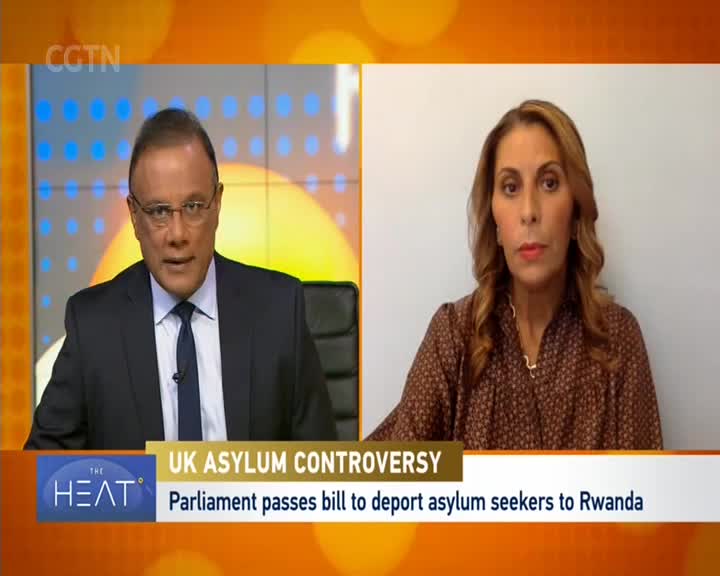 CGTN
UK ASYLUM CONTROVERSY
THE
HEAT
Parliament passes bill to deport asylum seekers to Rwanda